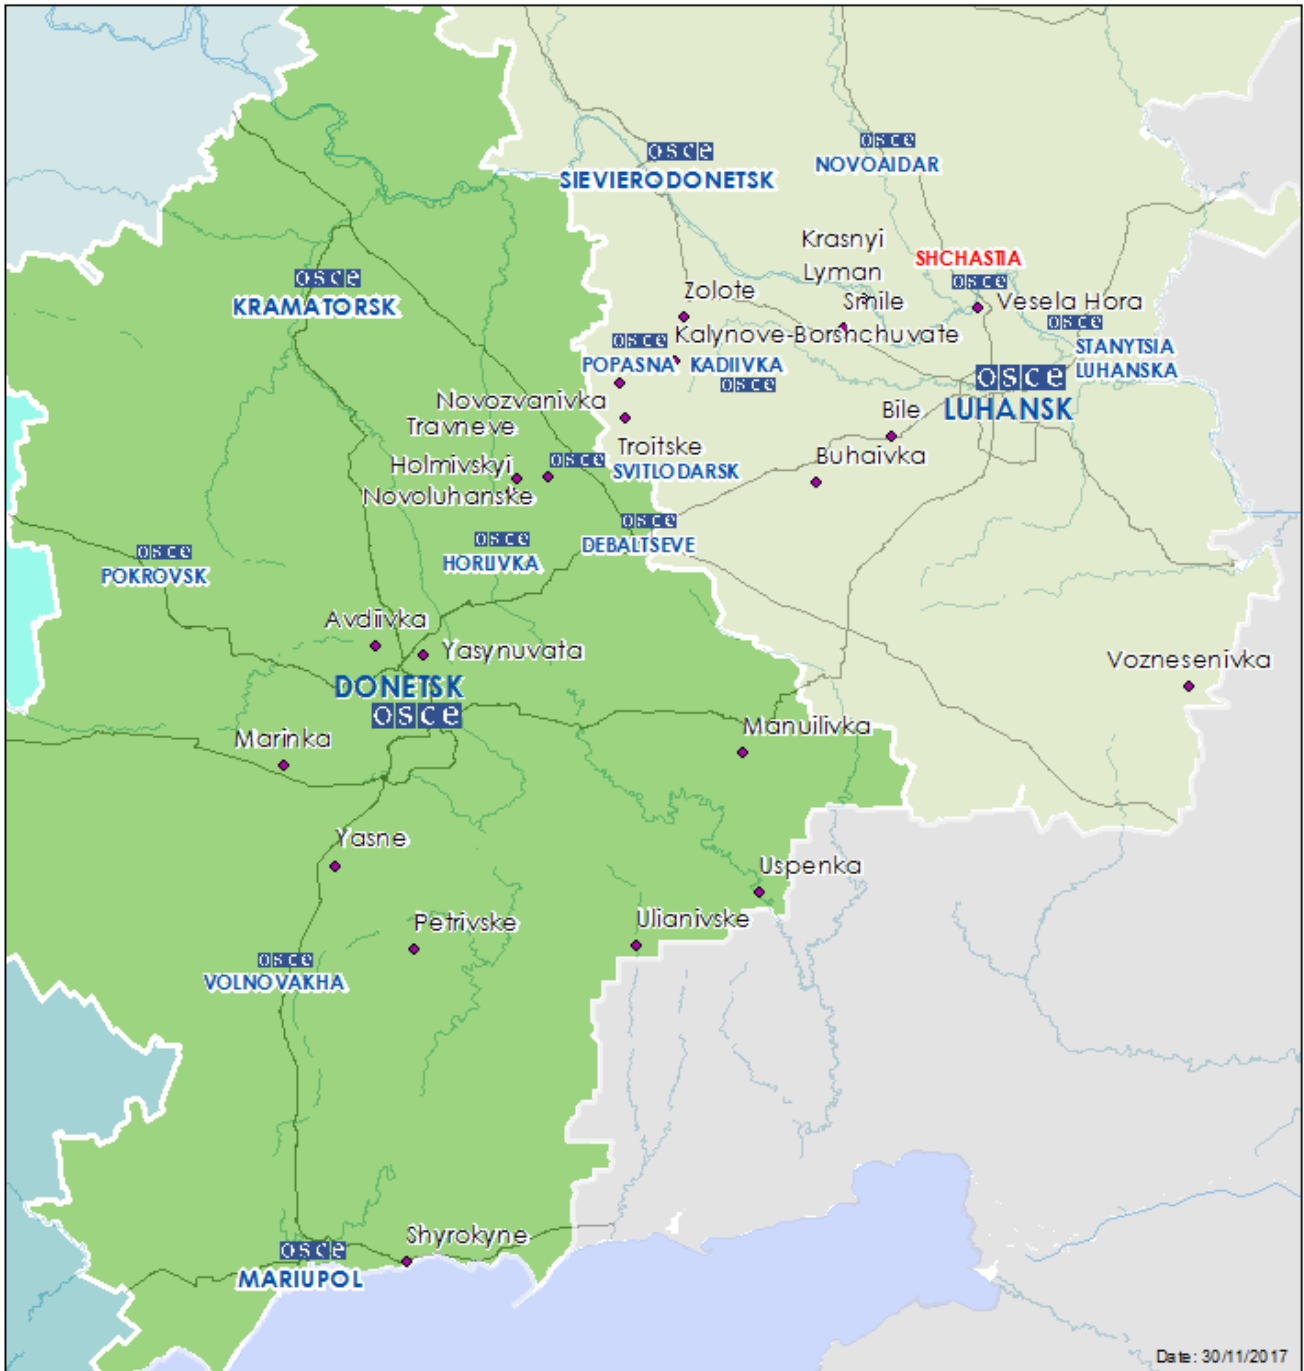 osce
NOVOAIDAR
osce
SIEVIERODONETSK
Krasnyi
Lyman
SHCHASTIA
osce
osce
KRAMATORSK
Zolote
Smile
Vesela Hora
osce
STANYTSIA
LUHANSKA
osce
POPASNA
Kalynove-Borshchuvate
KADIIVKA
osce
osce
LUHANSK
Novozvanivka
Travneve
Bile
Troitske
Buhaivka
Holmivskyi
osce
SVITLODARSK
Novoluhanske
osce
DEBALTSEVE
osce
HORLIVKA
osce
POKROVSK
Avdiivka
Yasynuvata
Voznesenivka
DONETSK
osce
Marinka
Manuilivka
Yasne
Uspenka
Petrivske
Ulianivske
osce
VOLNOVAKHA
Shyrokyne
osce
MARIUPOL
Date: 30/11/2017